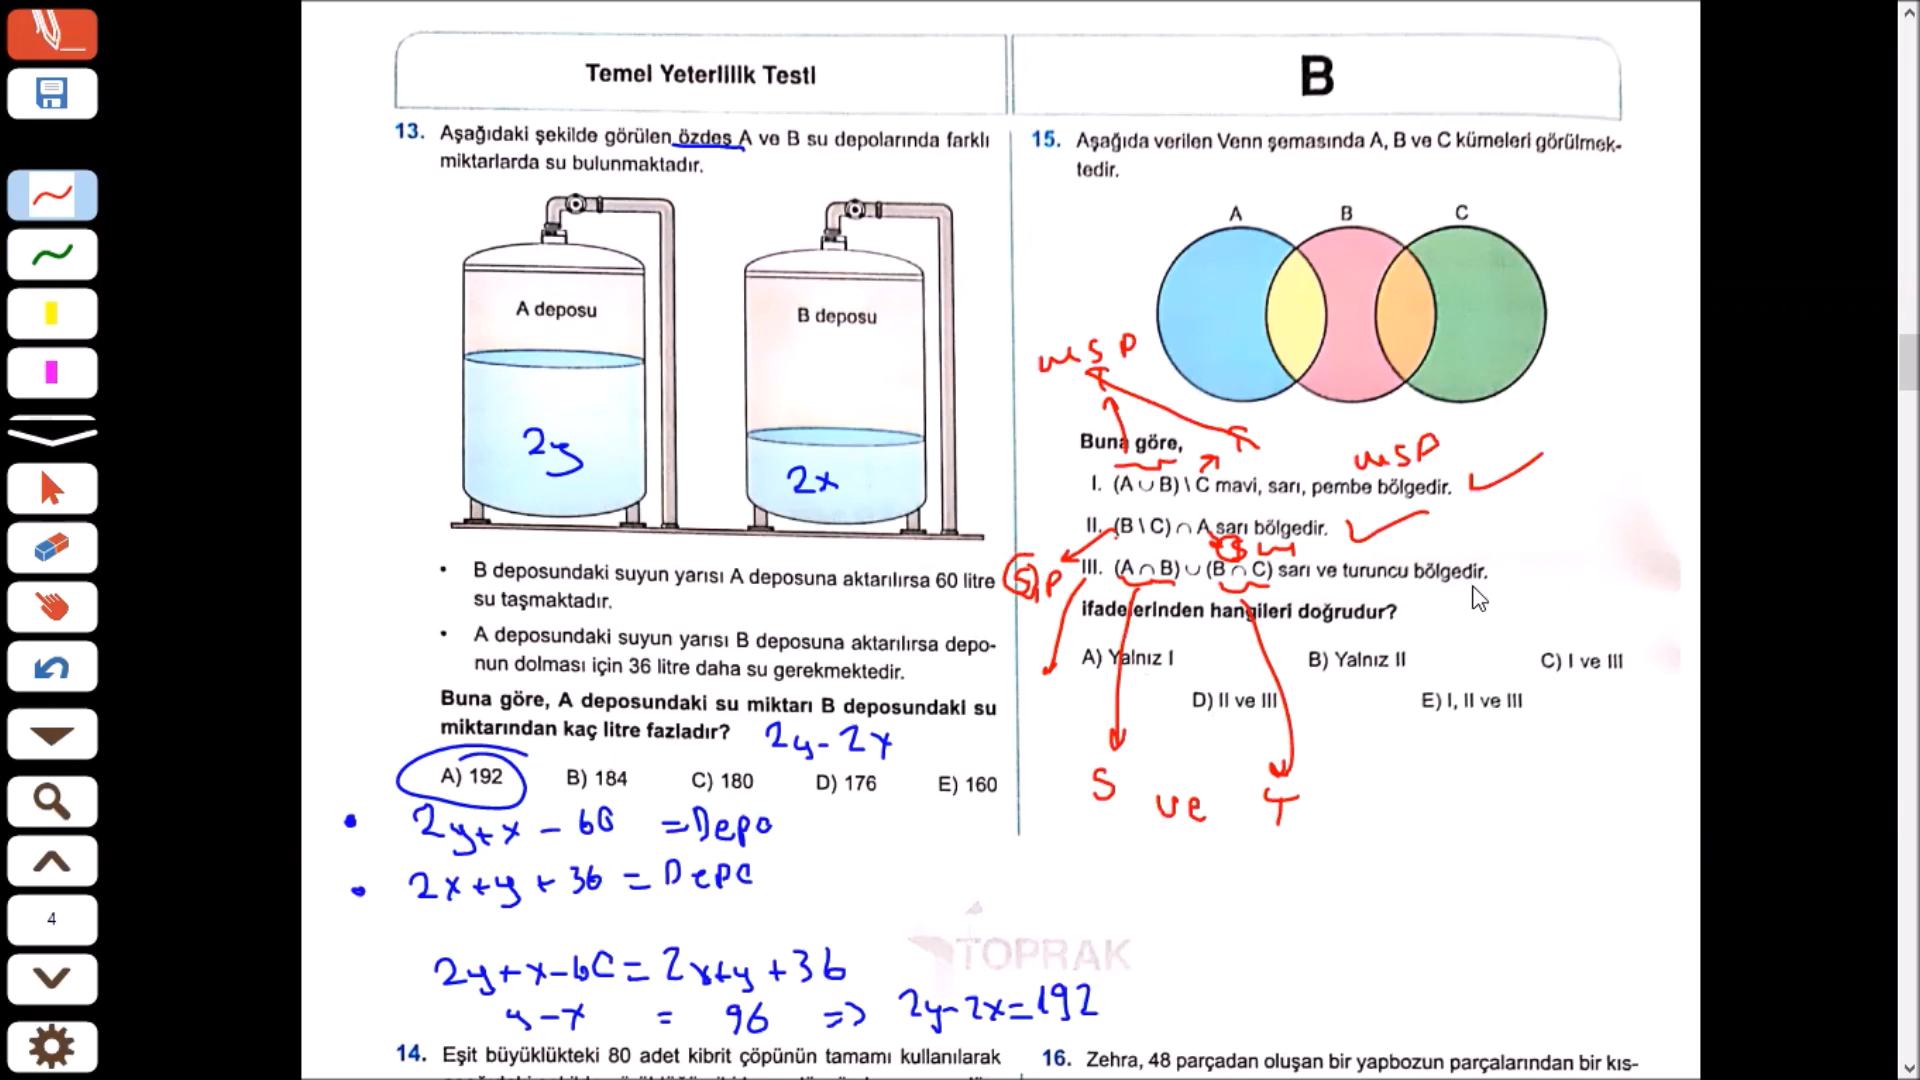 Temel Yeterlilik Testi
B
13. Aşağıdaki şekilde görülen özdeş A ve B su depolarında farklı
miktarlarda su bulunmaktadır.
A deposu
B deposu
2y
2x
• B deposundaki suyun yarısı A deposuna aktarılırsa 60 litre
su taşmaktadır.
• A deposundaki suyun yarısı B deposuna aktarılırsa depo-
nun dolması için 36 litre daha su gerekmektedir.
Buna göre, A deposundaki su miktarı B deposundaki su
miktarından kaç litre fazladır?
2y - 2x
A) 192 B) 184 C) 180 D) 176 E) 160
• 2y + x - 60 = Depo
• 2x + y + 36 = Depo
2y + x - 60 = 2x + y + 36
y - x = 96 => 2y - 2x = 192
14. Eşit büyüklükteki 80 adet kibrit çöpünün tamamı kullanılarak
15. Aşağıda verilen Venn şemasında A, B ve C kümeleri görülmek-
tedir.
A B C
M S P
T
T
Buna göre,
M S P
I. (A ∪ B) \ C mavi, sarı, pembe bölgedir.
II. (B \ C) ∩ A sarı bölgedir.
S M
S, P
III. (A ∩ B) ∪ (B ∩ C) sarı ve turuncu bölgedir.
ifadelerinden hangileri doğrudur?
A) Yalnız I B) Yalnız II C) I ve III
D) II ve III E) I, II ve III
S ve T
TOPRAK
16. Zehra, 48 parçadan oluşan bir yapbozun parçalarından bir kıs-
4